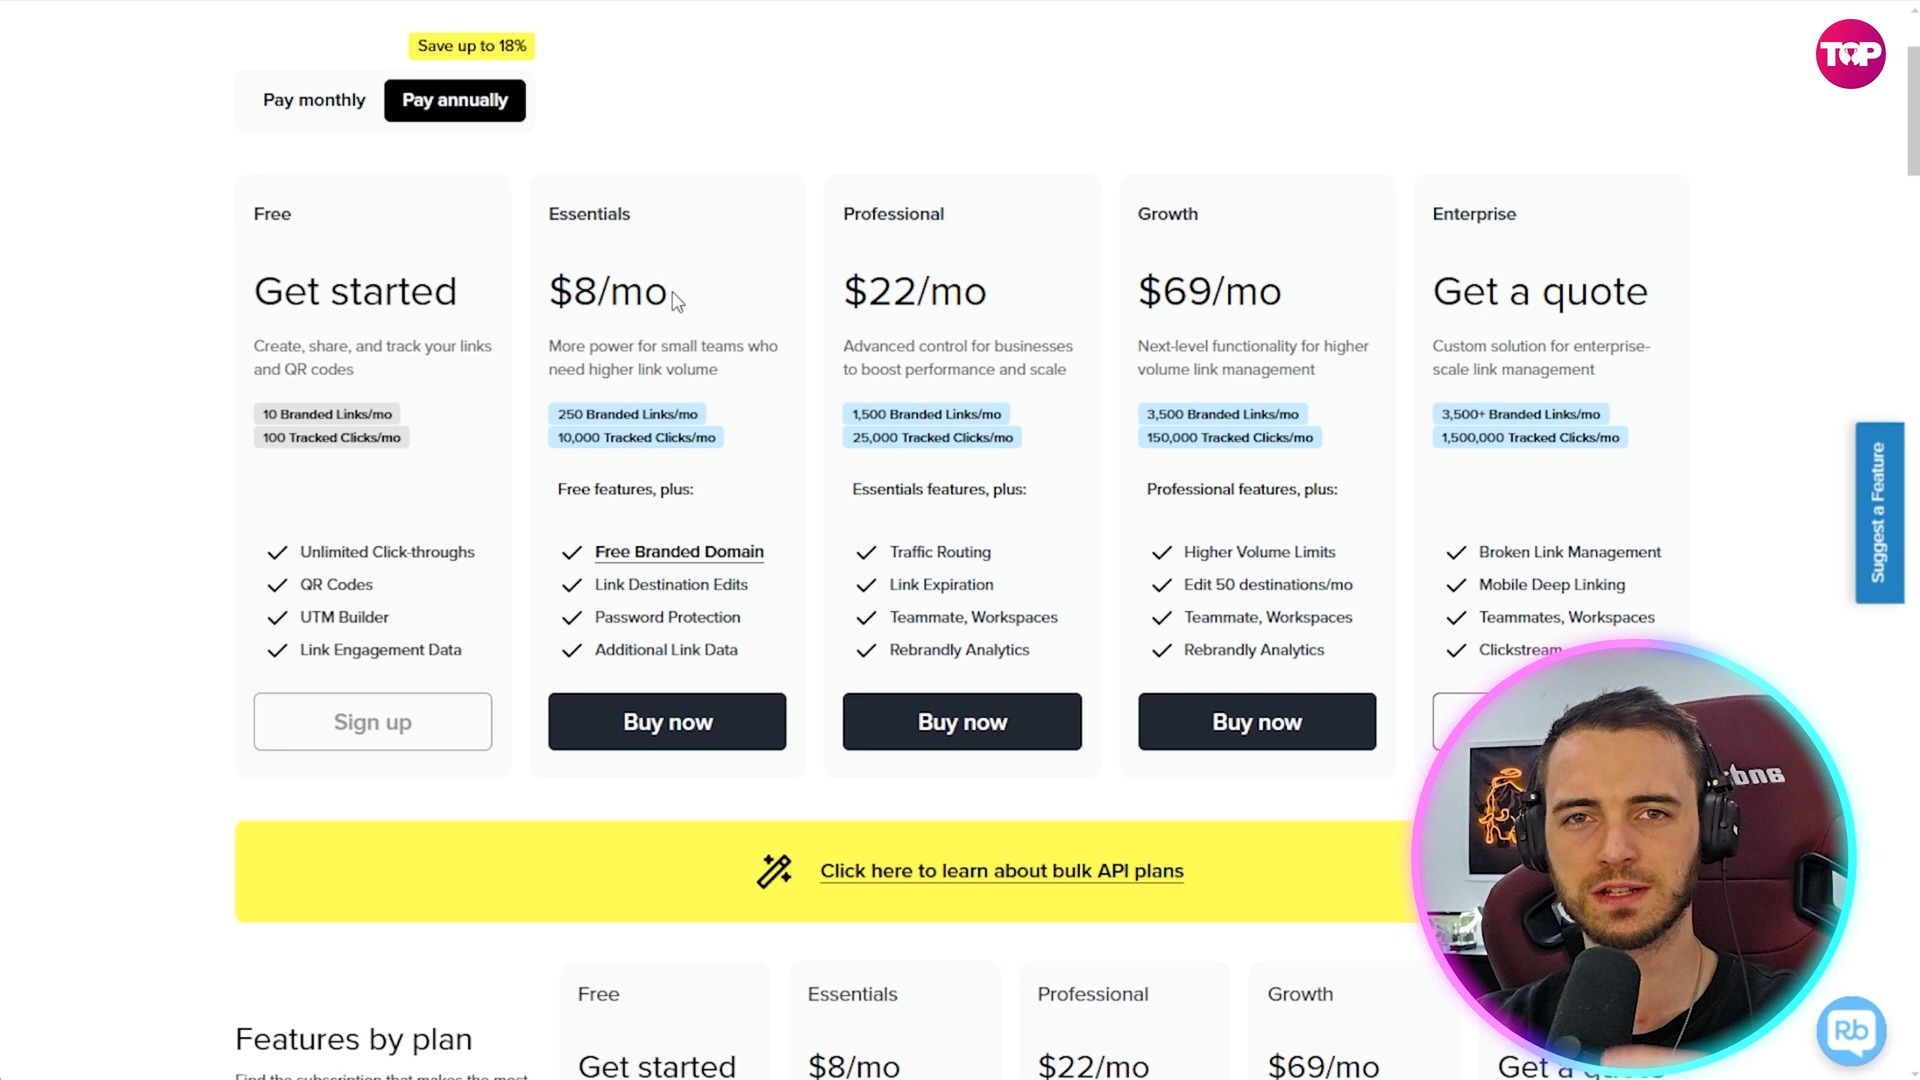 Save up to 18%
TOP
Pay monthly
Pay annually
Free
Get started
Create, share, and track your links
and QR codes
10 Branded Links/mo
100 Tracked Clicks/mo
Unlimited Click-throughs
QR Codes
UTM Builder
Link Engagement Data
Sign up
Essentials
$8/mo
More power for small teams who
need higher link volume
250 Branded Links/mo
10,000 Tracked Clicks/mo
Free features, plus:
Free Branded Domain
Link Destination Edits
Password Protection
Additional Link Data
Buy now
Professional
$22/mo
Advanced control for businesses
to boost performance and scale
1,500 Branded Links/mo
25,000 Tracked Clicks/mo
Essentials features, plus:
Traffic Routing
Link Expiration
Teammate, Workspaces
Rebrandly Analytics
Buy now
Growth
$69/mo
Next-level functionality for higher
volume link management
3,500 Branded Links/mo
150,000 Tracked Clicks/mo
Professional features, plus:
Higher Volume Limits
Edit 50 destinations/mo
Teammate, Workspaces
Rebrandly Analytics
Buy now
Enterprise
Get a quote
Custom solution for enterprise-
scale link management
3,500+ Branded Links/mo
1,500,000 Tracked Clicks/mo
Broken Link Management
Mobile Deep Linking
Teammates, Workspaces
Clickstream
Suggest a Feature
Click here to learn about bulk API plans
Features by plan
Find the subscription that makes the most
Free
Get started
Essentials
$8/mo
Professional
$22/mo
Growth
$69/mo
Get a
Rb